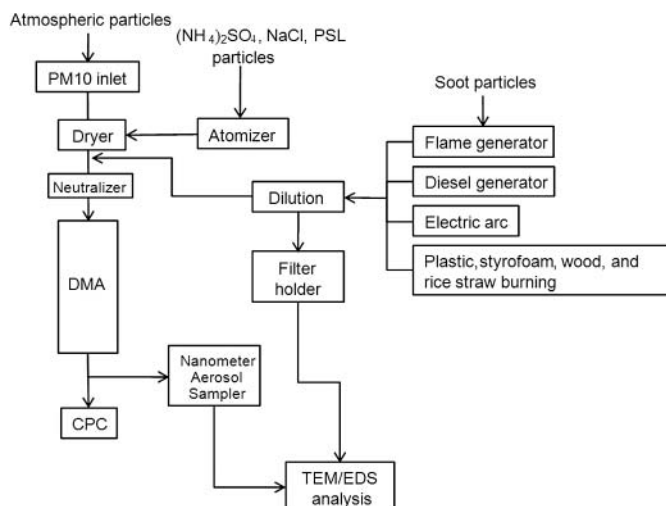 Atmospheric particles
(NH₄)₂SO₄, NaCl, PSL
particles
PM10 inlet
Soot particles
Dryer
Atomizer
Flame generator
Neutralizer
Dilution
Diesel generator
Electric arc
DMA
Filter
holder
Plastic,styrofoam, wood, and
rice straw burning
Nanometer
Aerosol
Sampler
CPC
TEM/EDS
analysis